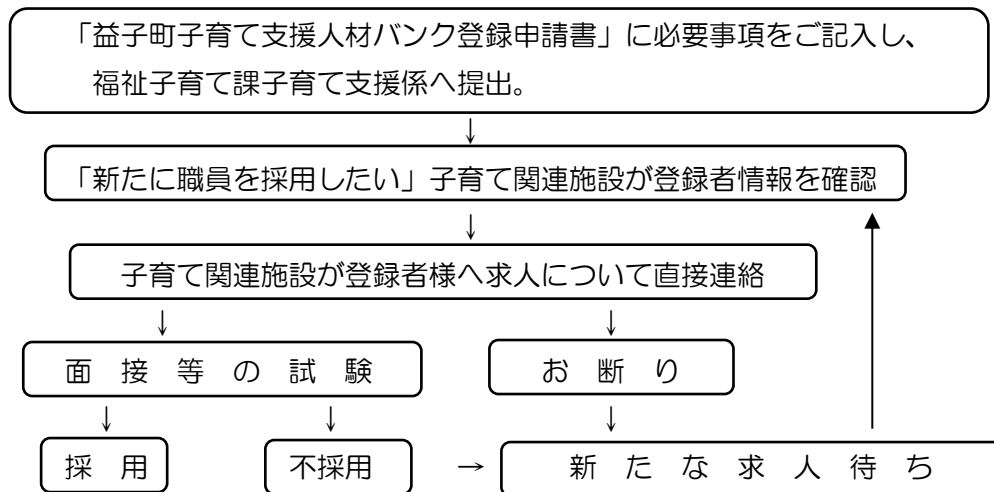 「益子町子育て支援人材バンク登録申請書」に必要事項をご記入し、
福祉子育て課子育て支援係へ提出。
↓
「新たに職員を採用したい」子育て関連施設が登録者情報を確認
↓
子育て関連施設が登録者様へ求人について直接連絡
↓ ↓
面 接 等 の 試 験 お 断 り
↓ ↓ ↓
採 用 不採用 → 新 た な 求 人 待 ち